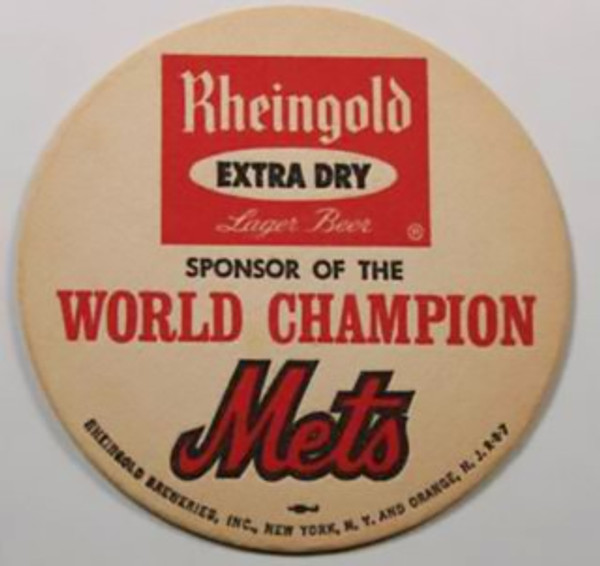 Rheingold
EXTRA DRY
Lager Beer ®
SPONSOR OF THE
WORLD CHAMPION
Mets
RHEINGOLD BREWERIES, INC., NEW YORK, N. Y. AND ORANGE, N. J.